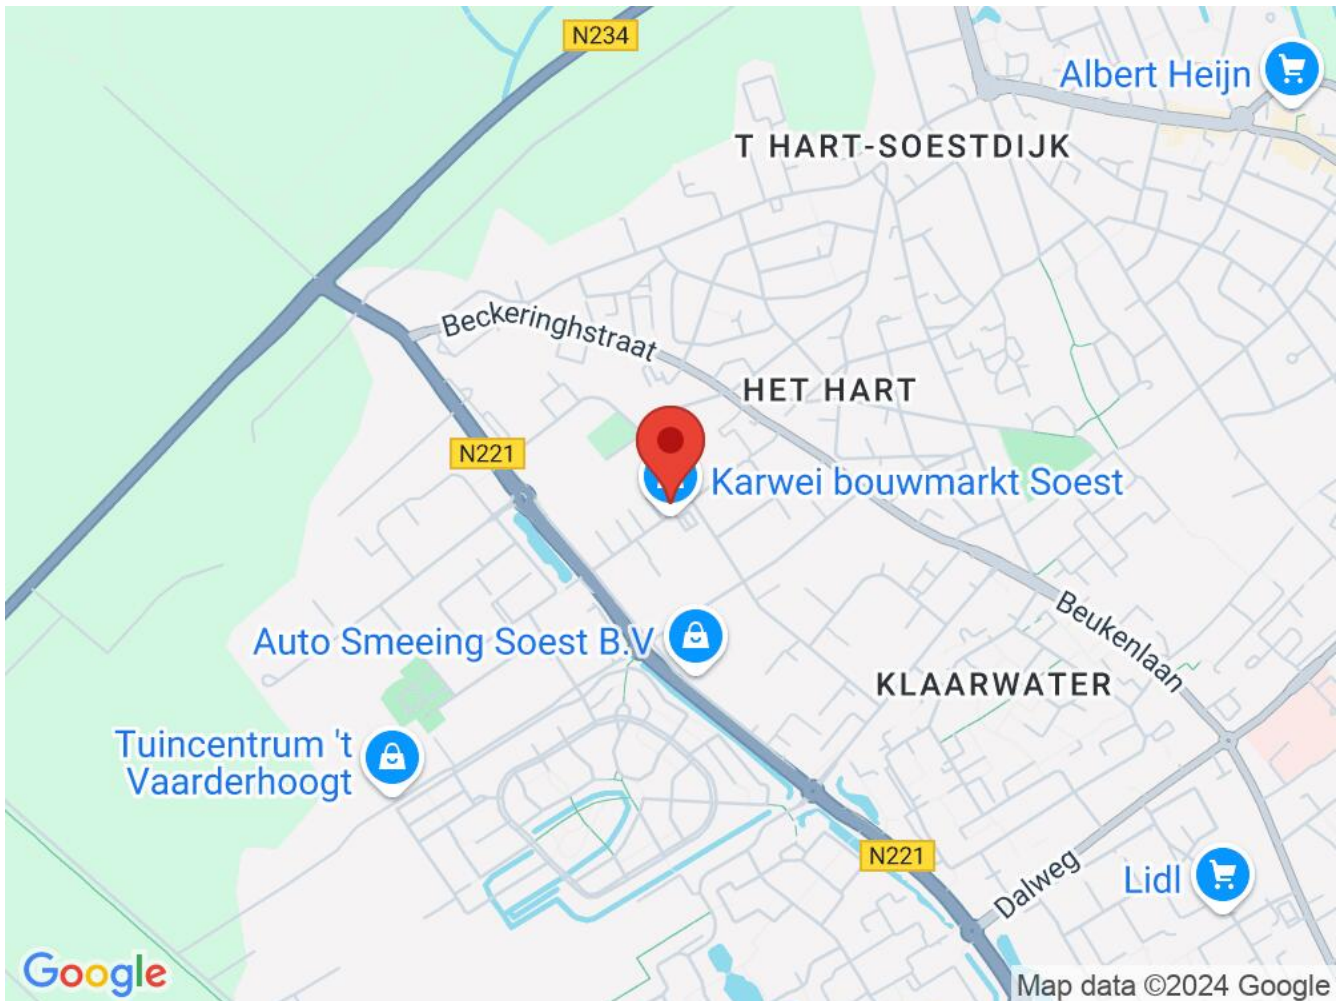 N234
Albert Heijn
T HART-SOESTDIJK
Beckeringhstraat
HET HART
N221
Karwei bouwmarkt Soest
Beukenlaan
Auto Smeeing Soest B.V
KLAARWATER
Tuincentrum 't
Vaarderhoogt
N221
Dalweg
Lidl
Google
Map data ©2024 Google